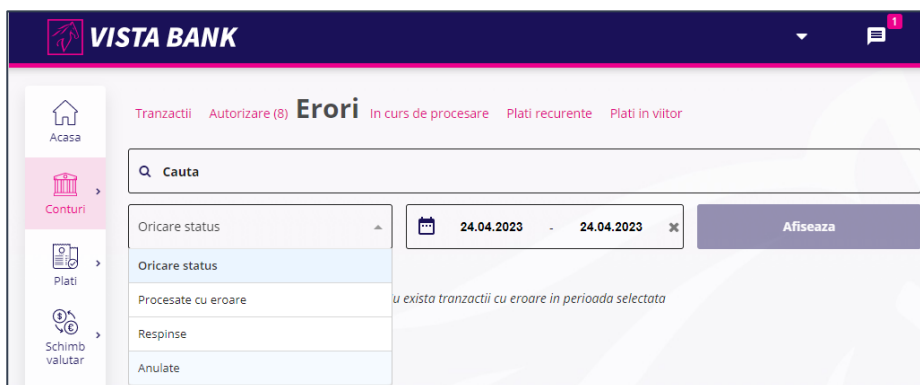 VISTA BANK
1
Tranzactii Autorizare (8) Erori In curs de procesare Plati recurente Plati in viitor
Acasa
Cauta
Conturi
Oricare status 24.04.2023 - 24.04.2023 Afiseaza
Oricare status
Plati
Procesate cu eroare
exista tranzactii cu eroare in perioada selectata
Respinse
Schimb
valutar
Anulate